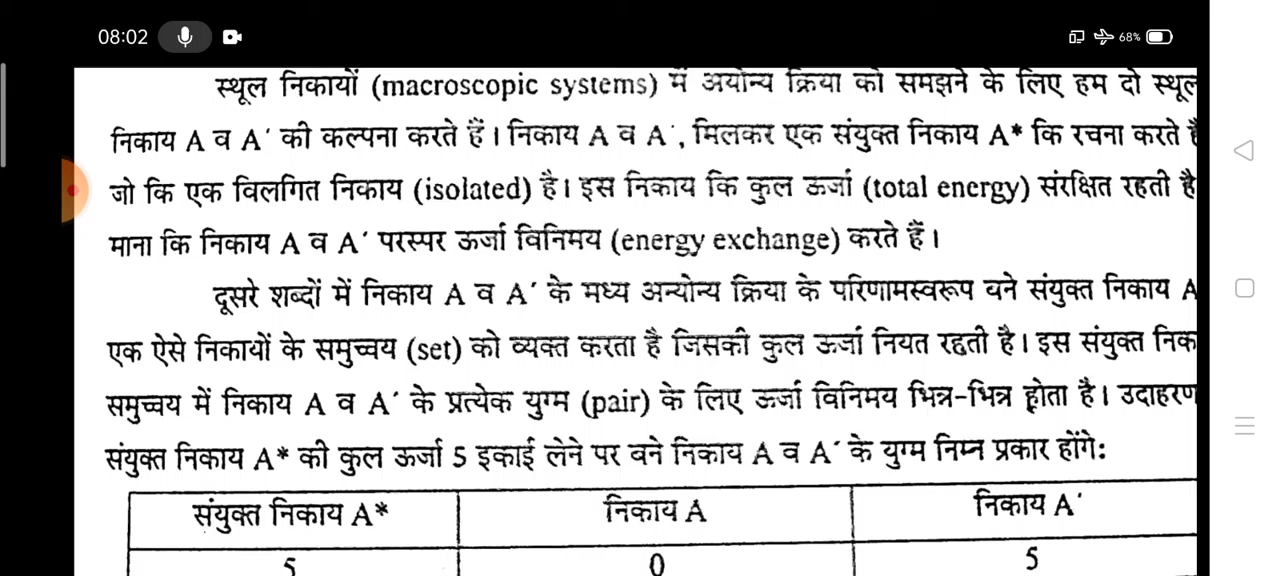 08:02
68%
स्थूल निकायों (macroscopic systems) में अयोन्य क्रिया को समझने के लिए हम दो स्थूल
निकाय A व A′ की कल्पना करते हैं। निकाय A व A′, मिलकर एक संयुक्त निकाय A* कि रचना करते है
जो कि एक विलगित निकाय (isolated) है। इस निकाय कि कुल ऊर्जा (total energy) संरक्षित रहती है
माना कि निकाय A व A′ परस्पर ऊर्जा विनिमय (energy exchange) करते हैं।
दूसरे शब्दों में निकाय A व A′ के मध्य अन्योन्य क्रिया के परिणामस्वरूप बने संयुक्त निकाय A
एक ऐसे निकायों के समुच्चय (set) को व्यक्त करता है जिसकी कुल ऊर्जा नियत रहती है। इस संयुक्त निक
समुच्चय में निकाय A व A′ के प्रत्येक युग्म (pair) के लिए ऊर्जा विनिमय भिन्न-भिन्न होता है। उदाहरण
संयुक्त निकाय A* की कुल ऊर्जा 5 इकाई लेने पर बने निकाय A व A′ के युग्म निम्न प्रकार होंगे:
संयुक्त निकाय A* निकाय A निकाय A′
5 0 5